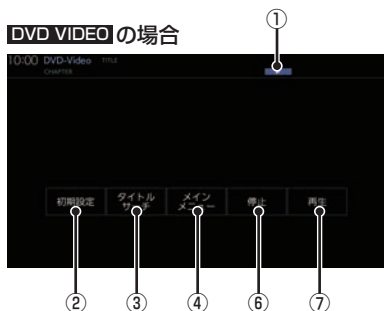 ①
DVD VIDEO の場合
10:00 DVD-Video TITLE
CHAPTER
初期設定 タイトルサーチ メインメニュー 停止 再生
② ③ ④ ⑥ ⑦